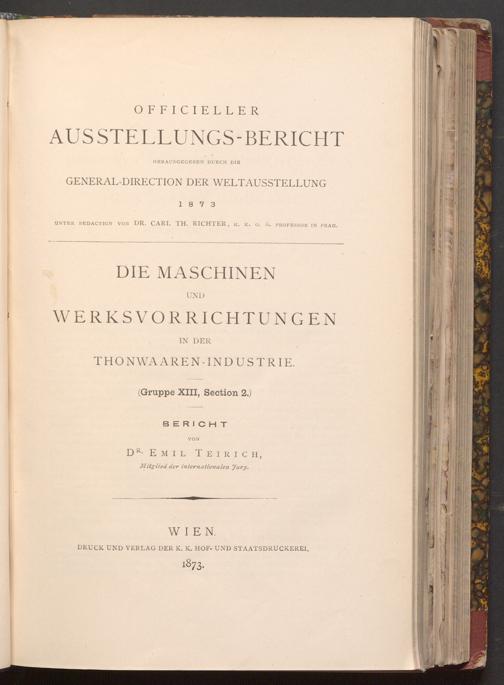 OFFICIELLER
AUSSTELLUNGS-BERICHT
HERAUSGEGEBEN DURCH DIE
GENERAL-DIRECTION DER WELTAUSSTELLUNG
1873
UNTER REDACTION VON DR. CARL TH. RICHTER, K. K. O. Ö. PROFESSOR IN PRAG.
DIE MASCHINEN
UND
WERKSVORRICHTUNGEN
IN DER
THONWAAREN-INDUSTRIE.
(Gruppe XIII, Section 2.)
BERICHT
VON
DR. EMIL TEIRICH,
Mitglied der internationalen Jury.
WIEN.
DRUCK UND VERLAG DER K. K. HOF- UND STAATSDRUCKEREI.
1873.